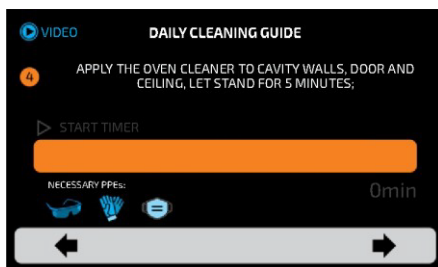 VIDEO
DAILY CLEANING GUIDE
4
APPLY THE OVEN CLEANER TO CAVITY WALLS, DOOR AND
CEILING, LET STAND FOR 5 MINUTES;
START TIMER
NECESSARY PPEs:
0min